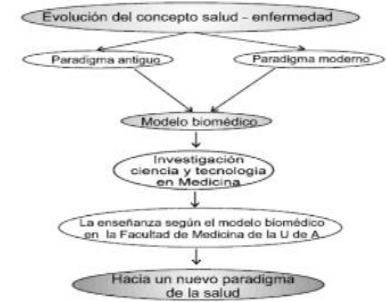 Evolución del concepto salud - enfermedad
Paradigma antiguo
Paradigma moderno
Modelo biomédico
Investigación
ciencia y tecnología
en Medicina
La enseñanza según el modelo biomédico
en la Facultad de Medicina de la U de A
Hacia un nuevo paradigma
de la salud